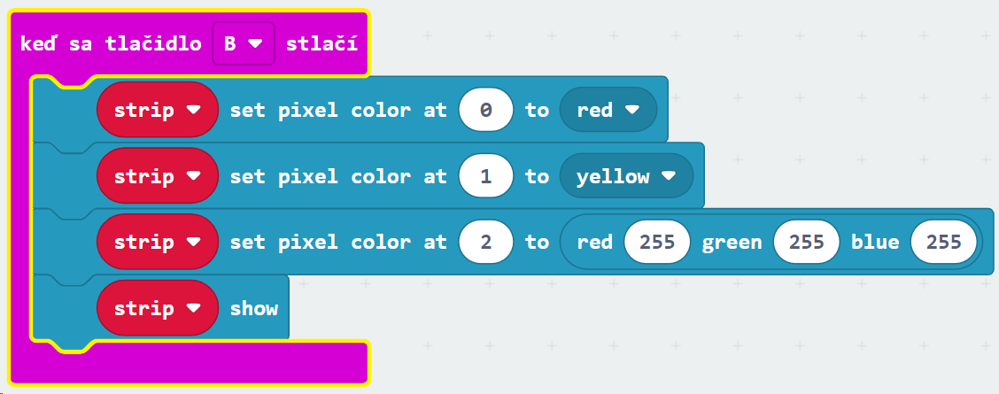 keď sa tlačidlo B stlačí
strip set pixel color at 0 to red
strip set pixel color at 1 to yellow
strip set pixel color at 2 to red 255 green 255 blue 255
strip show